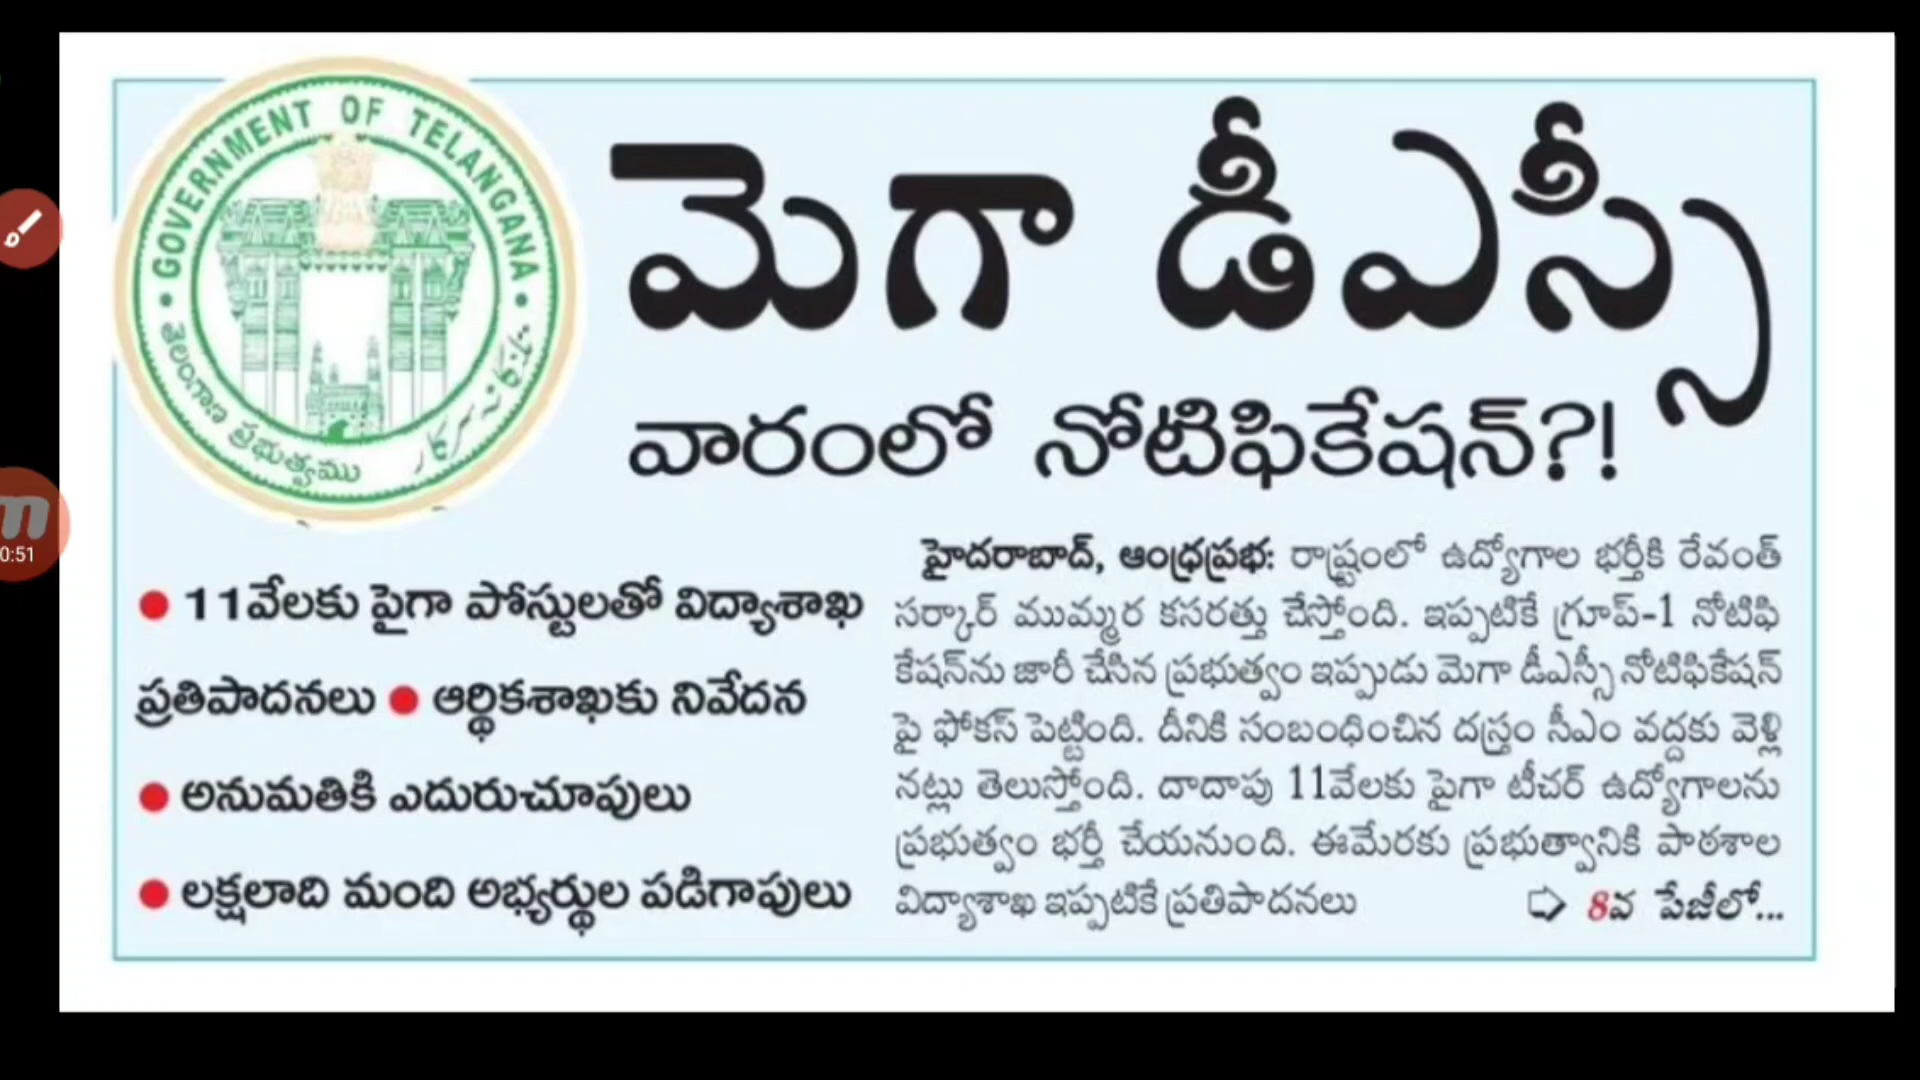 GOVERNMENT OF TELANGANA
తెలంగాణ ప్రభుత్వము
మెగా డీఎస్సీ
వారంలో నోటిఫికేషన్?!
● 11వేలకు పైగా పోస్టులతో విద్యాశాఖ
ప్రతిపాదనలు ● ఆర్థికశాఖకు నివేదన
● అనుమతికి ఎదురుచూపులు
● లక్షలాది మంది అభ్యర్థుల పడిగాపులు
హైదరాబాద్, ఆంధ్రప్రభ: రాష్ట్రంలో ఉద్యోగాల భర్తీకి రేవంత్
సర్కార్ ముమ్మర కసరత్తు చేస్తోంది. ఇప్పటికే గ్రూప్-1 నోటిఫి
కేషన్‌ను జారీ చేసిన ప్రభుత్వం ఇప్పుడు మెగా డీఎస్సీ నోటిఫికేషన్
పై ఫోకస్ పెట్టింది. దీనికి సంబంధించిన దస్త్రం సీఎం వద్దకు వెళ్లి
నట్లు తెలుస్తోంది. దాదాపు 11వేలకు పైగా టీచర్ ఉద్యోగాలను
ప్రభుత్వం భర్తీ చేయనుంది. ఈమేరకు ప్రభుత్వానికి పాఠశాల
విద్యాశాఖ ఇప్పటికే ప్రతిపాదనలు ⇨ 8వ పేజీలో...
m
0:51